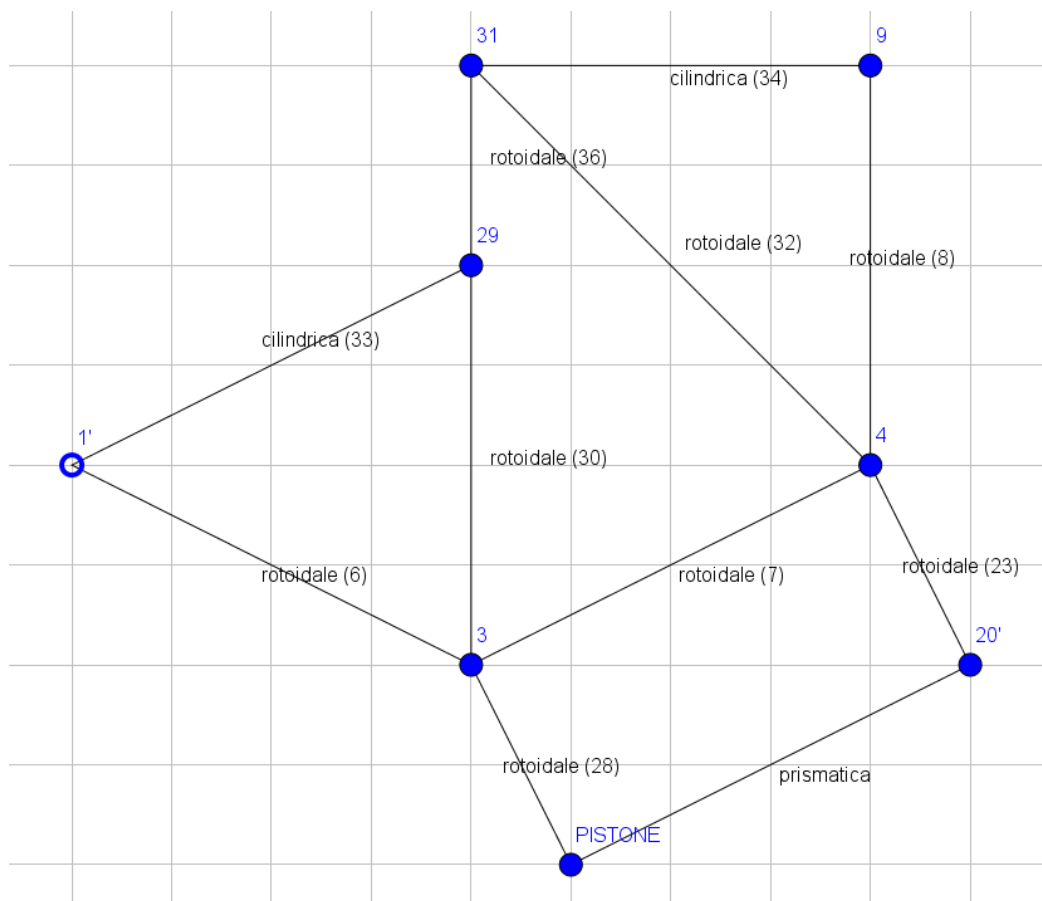 31
9
cilindrica (34)
rotoidale (36)
29
rotoidale (32)
rotoidale (8)
cilindrica (33)
1'
4
rotoidale (30)
rotoidale (6)
rotoidale (7)
rotoidale (23)
3
20'
rotoidale (28)
prismatica
PISTONE